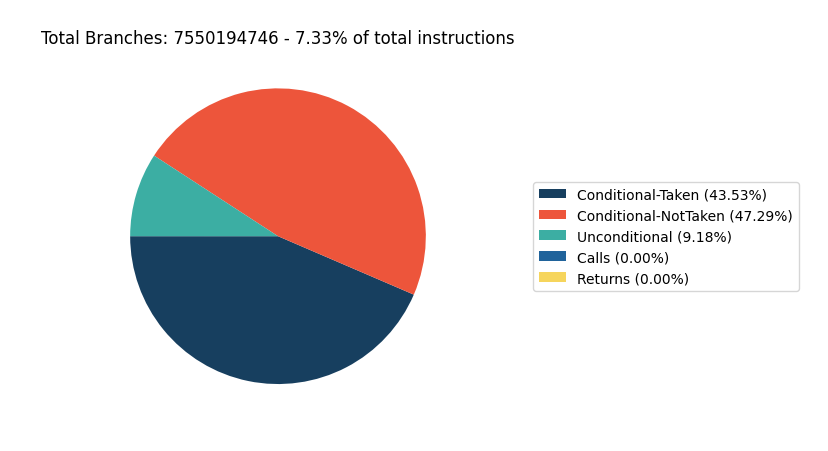 Total Branches: 7550194746 - 7.33% of total instructions
Conditional-Taken (43.53%)
Conditional-NotTaken (47.29%)
Unconditional (9.18%)
Calls (0.00%)
Returns (0.00%)